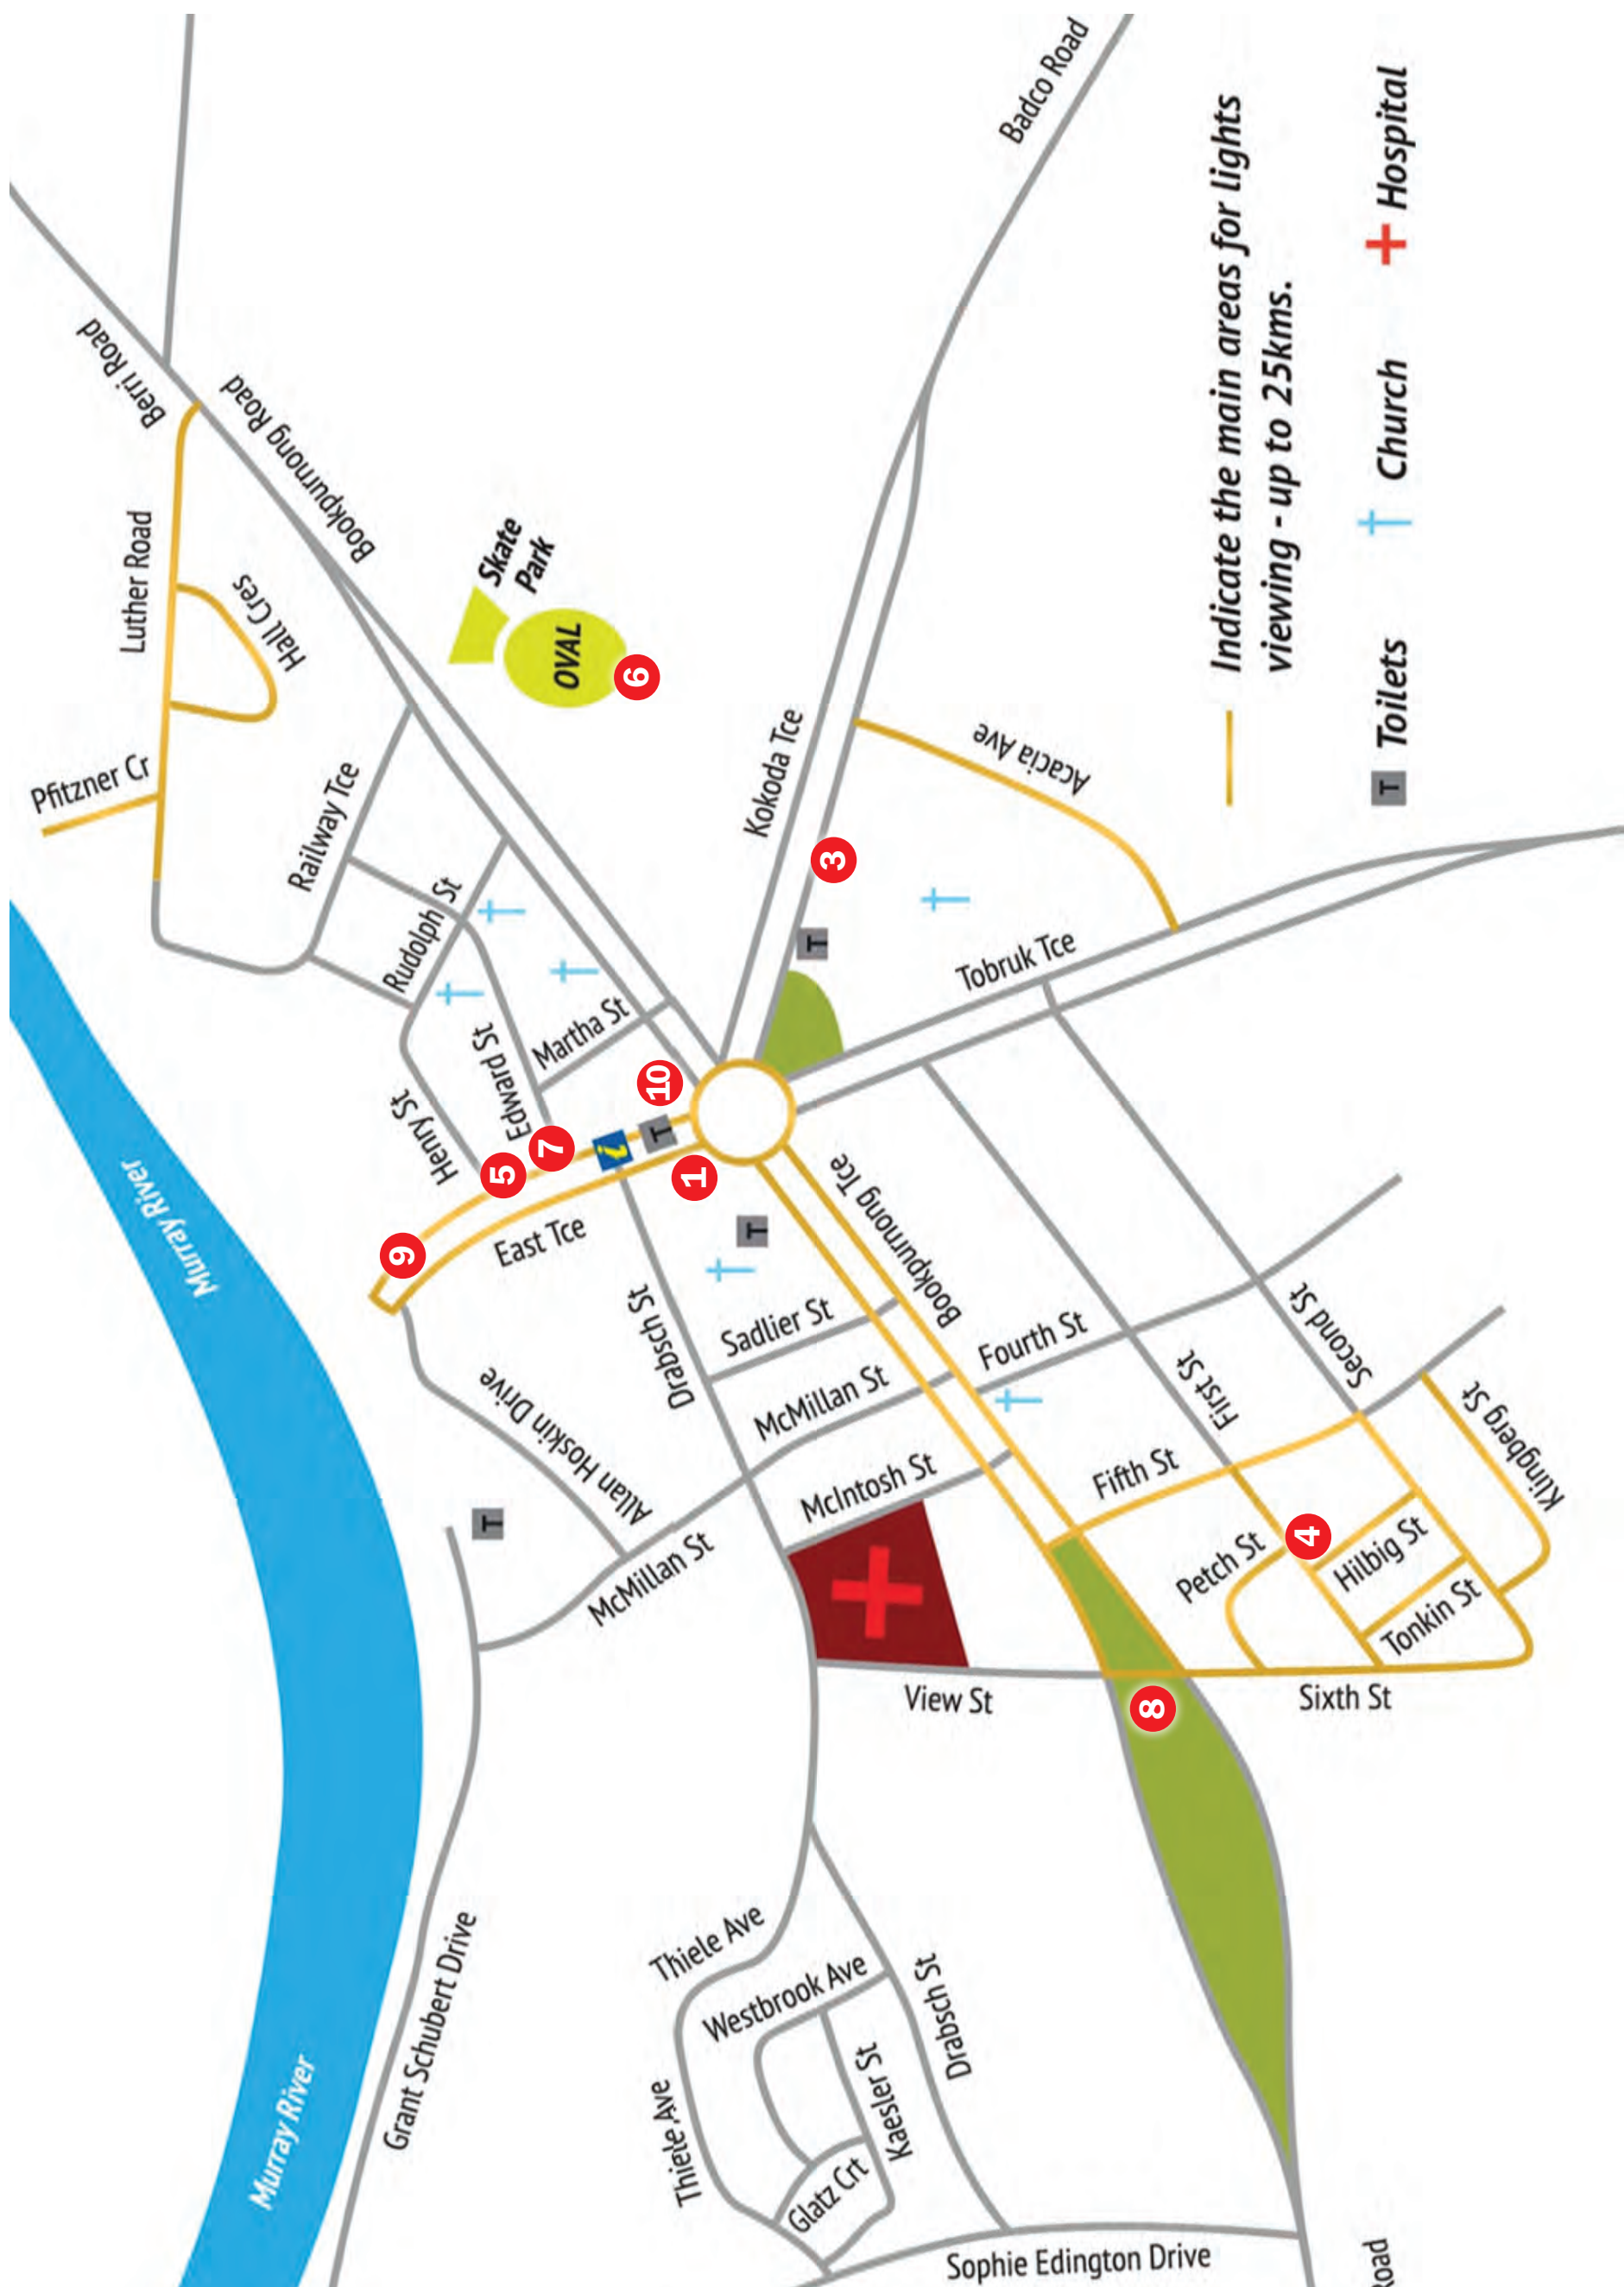 Murray River
Murray River
Grant Schubert Drive
Thiele Ave
Thiele Ave
Westbrook Ave
Kaesler St
Glatz Crt
Drabsch St
Sophie Edington Drive
oad
View St
8
Sixth St
McMillan St
Allan Hoskin Drive
T
McIntosh St
McMillan St
Sadlier St
Drabsch St
East Tce
9
5
7
i
T
1
10
T
Bookpurnong Tce
Fourth St
Fifth St
First St
Second St
Petch St
4
Hilbig St
Tonkin St
Klingberg St
Henry St
Edward St
Martha St
Rudolph St
Railway Tce
Pfitzner Cr
Luther Road
Hall Cres
Berri Road
Bookpurnong Road
Skate
Park
OVAL
6
Kokoda Tce
3
T
Tobruk Tce
Acacia Ave
Badco Road
Indicate the main areas for lights
viewing - up to 25kms.
T Toilets
Church
Hospital